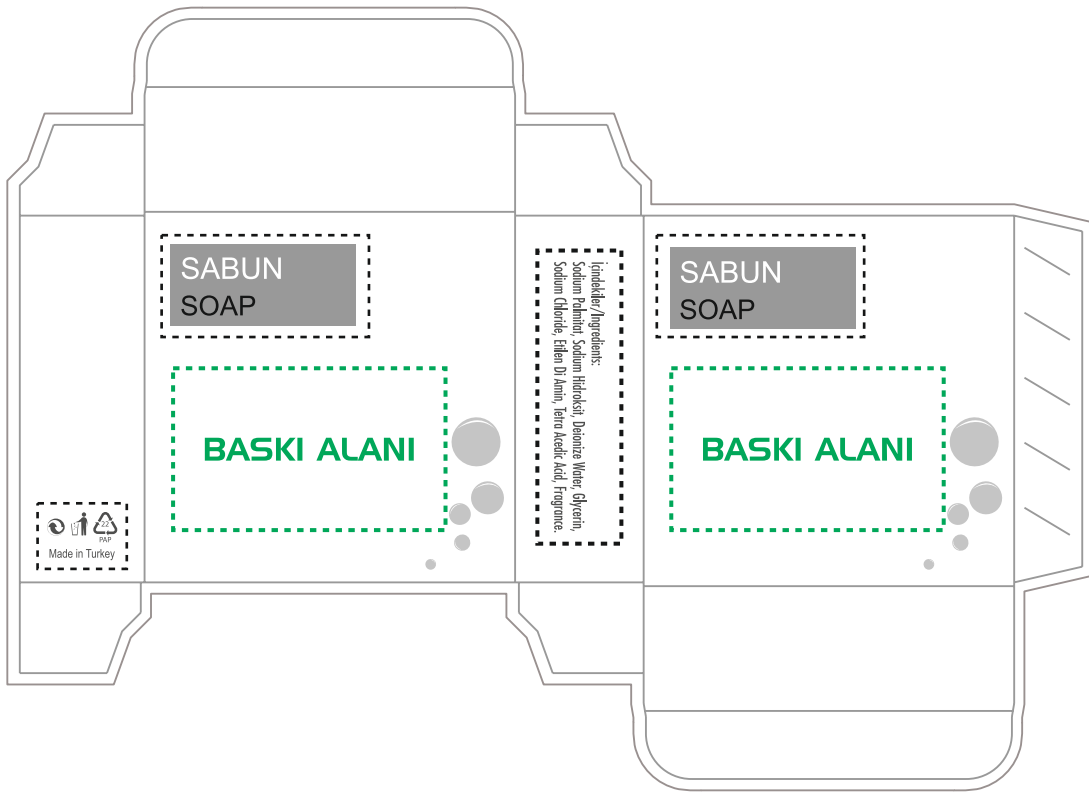 SABUN
SOAP
BASKI ALANI
22
PAP
Made in Turkey
İçindekiler/Ingredients:
Sodium Palmitat, Sodium Hidroksit, Deionize Water, Glycerin,
Sodium Chloride, Etilen Di Amin, Tetra Acedic Acid, Fragrance.
SABUN
SOAP
BASKI ALANI